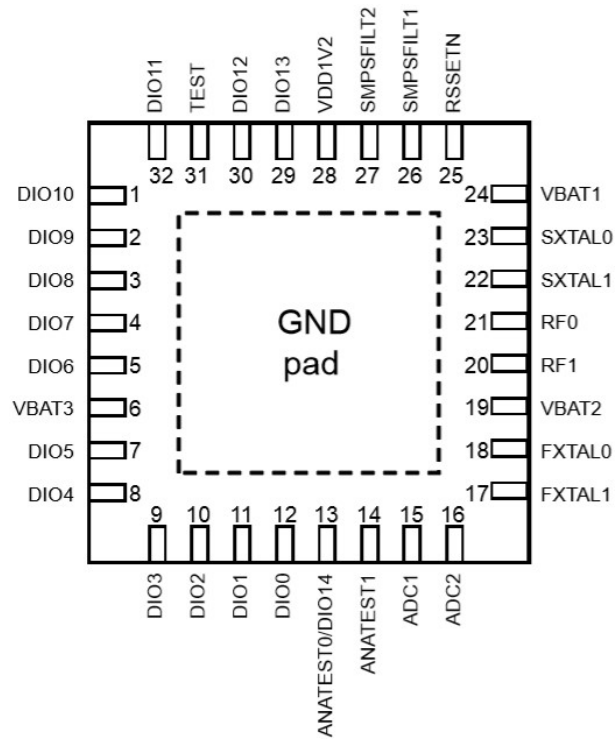 DIO11
TEST
DIO12
DIO13
VDD1V2
SMPSFILT2
SMPSFILT1
RSSETN
32
31
30
29
28
27
26
25
DIO10 1
DIO9 2
DIO8 3
DIO7 4
DIO6 5
VBAT3 6
DIO5 7
DIO4 8
GND
pad
24 VBAT1
23 SXTAL0
22 SXTAL1
21 RF0
20 RF1
19 VBAT2
18 FXTAL0
17 FXTAL1
9
10
11
12
13
14
15
16
DIO3
DIO2
DIO1
DIO0
ANATEST0/DIO14
ANATEST1
ADC1
ADC2